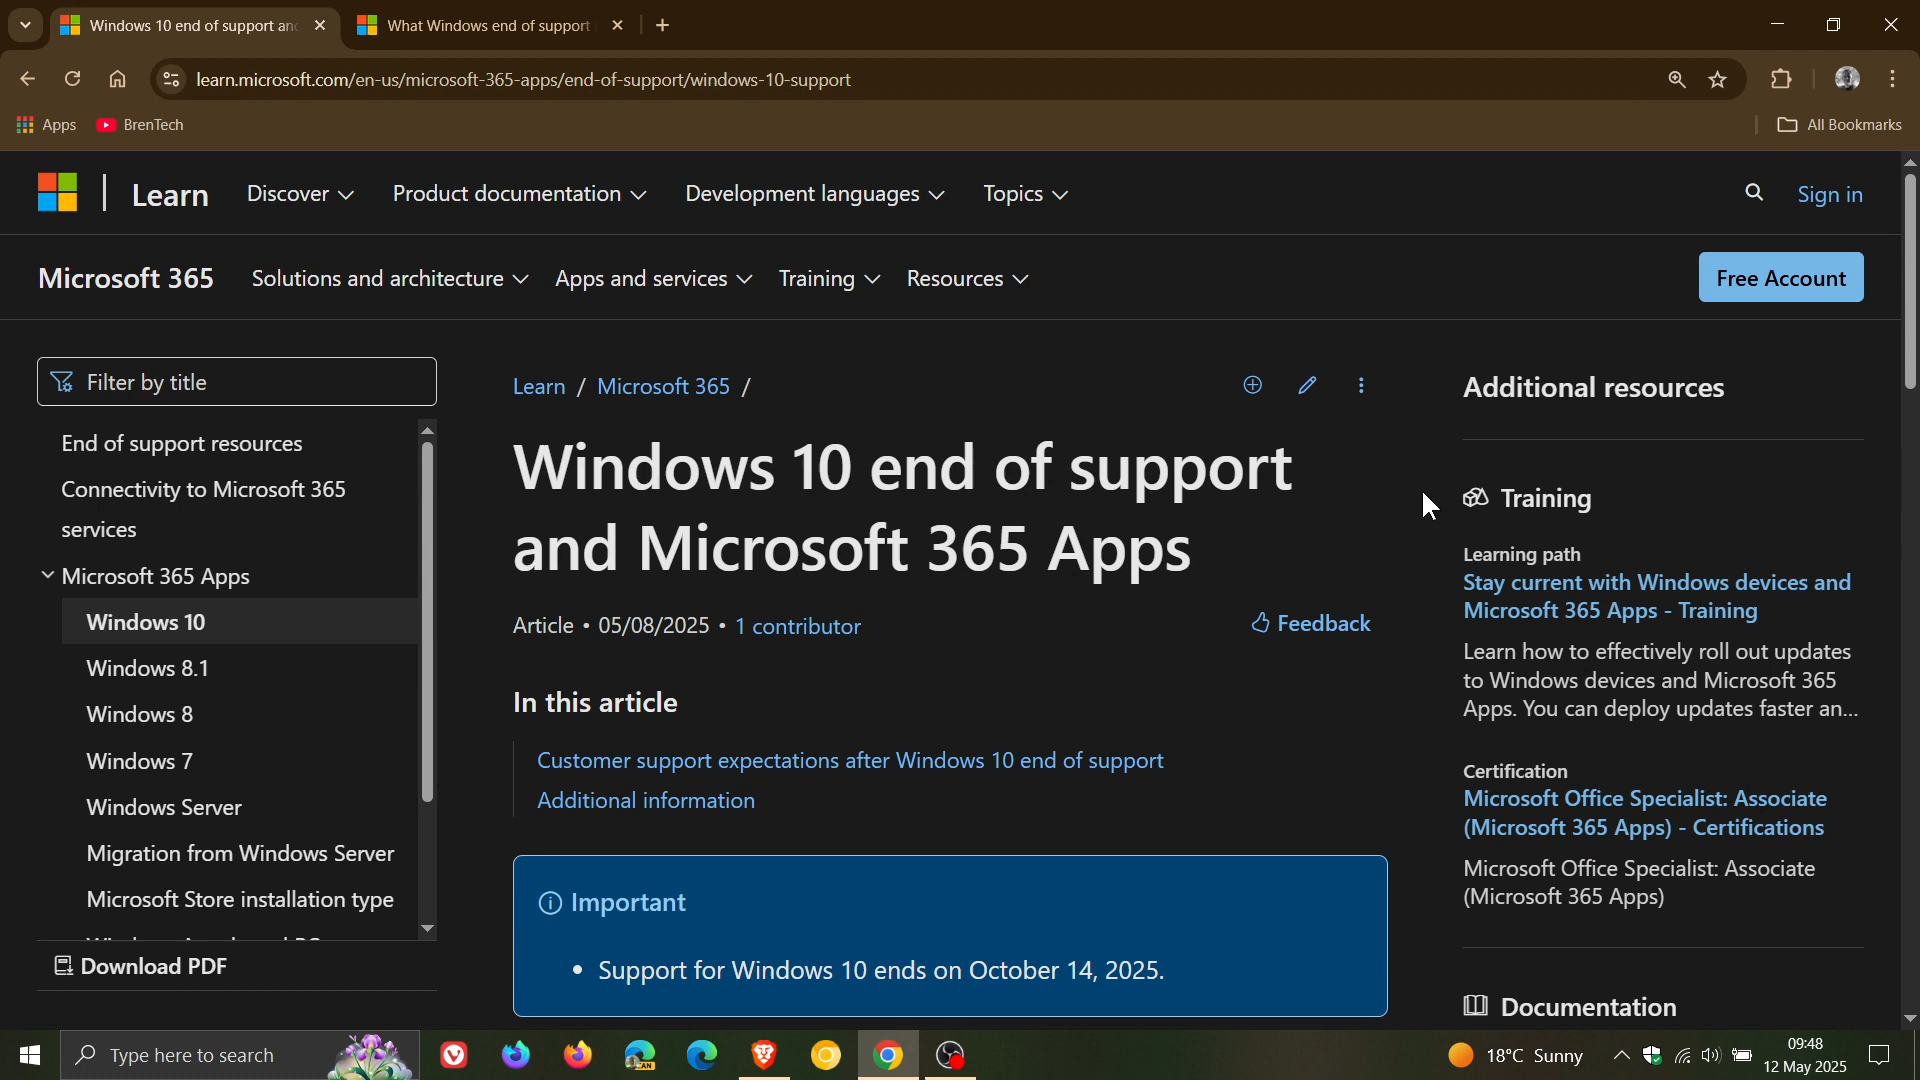 Windows 10 end of support an
What Windows end of support
learn.microsoft.com/en-us/microsoft-365-apps/end-of-support/windows-10-support
Apps
BrenTech
All Bookmarks
Learn
Discover
Product documentation
Development languages
Topics
Sign in
Microsoft 365
Solutions and architecture
Apps and services
Training
Resources
Free Account
Filter by title
End of support resources
Connectivity to Microsoft 365
services
Microsoft 365 Apps
Windows 10
Windows 8.1
Windows 8
Windows 7
Windows Server
Migration from Windows Server
Microsoft Store installation type
Download PDF
Learn / Microsoft 365 /
Windows 10 end of support
and Microsoft 365 Apps
Article • 05/08/2025 • 1 contributor
Feedback
In this article
Customer support expectations after Windows 10 end of support
Additional information
Important
• Support for Windows 10 ends on October 14, 2025.
Additional resources
Training
Learning path
Stay current with Windows devices and
Microsoft 365 Apps - Training
Learn how to effectively roll out updates
to Windows devices and Microsoft 365
Apps. You can deploy updates faster an...
Certification
Microsoft Office Specialist: Associate
(Microsoft 365 Apps) - Certifications
Microsoft Office Specialist: Associate
(Microsoft 365 Apps)
Documentation
Type here to search
CAN
18°C Sunny
09:48
12 May 2025